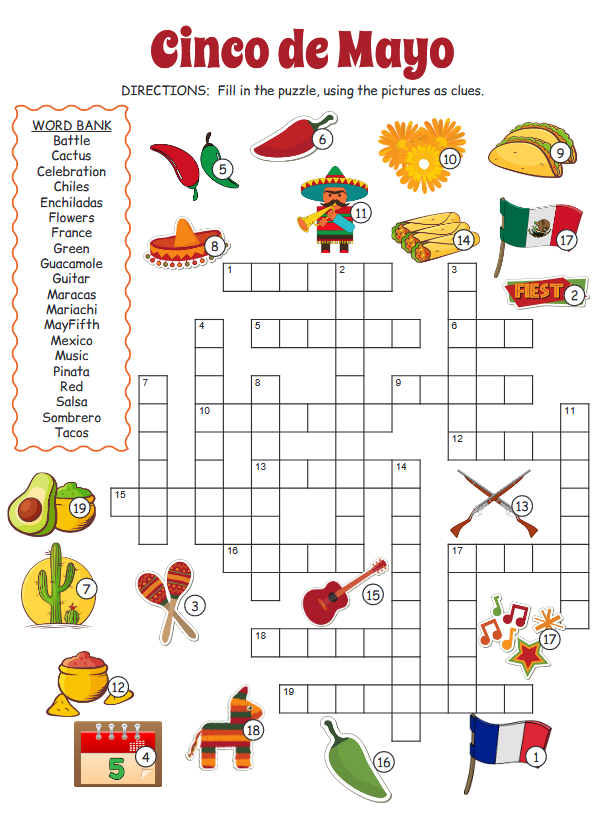 Cinco de Mayo
DIRECTIONS: Fill in the puzzle, using the pictures as clues.
WORD BANK
Battle
Cactus
Celebration
Chiles
Enchiladas
Flowers
France
Green
Guacamole
Guitar
Maracas
Mariachi
MayFifth
Mexico
Music
Pinata
Red
Salsa
Sombrero
Tacos
5
6
10
9
11
8
14
17
FIEST
2
1
2
3
4
5
6
7
8
9
10
11
12
13
14
15
16
17
18
19
19
13
7
3
15
17
12
18
5
4
16
1